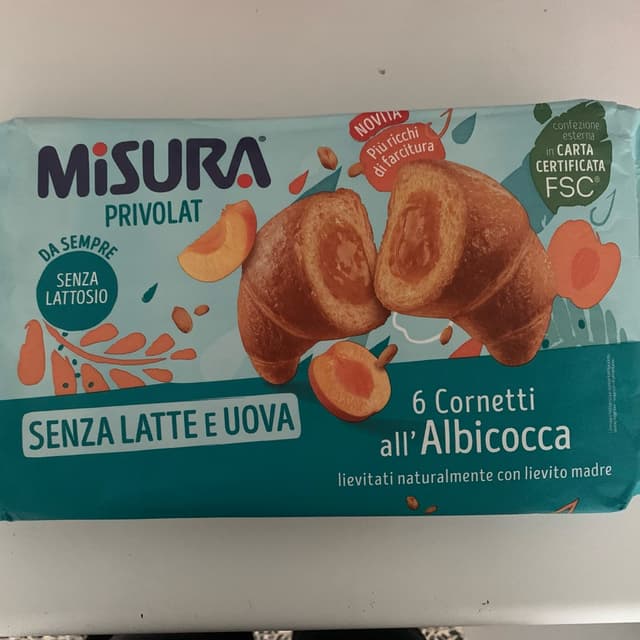 MiSURA
PRIVOLAT
DA SEMPRE
SENZA
LATTOSIO
NOVITÀ
Più ricchi
di farcitura
confezione
esterna
in CARTA
CERTIFICATA
FSC®
SENZA LATTE E UOVA
6 Cornetti
all'Albicocca
lievitati naturalmente con lievito madre